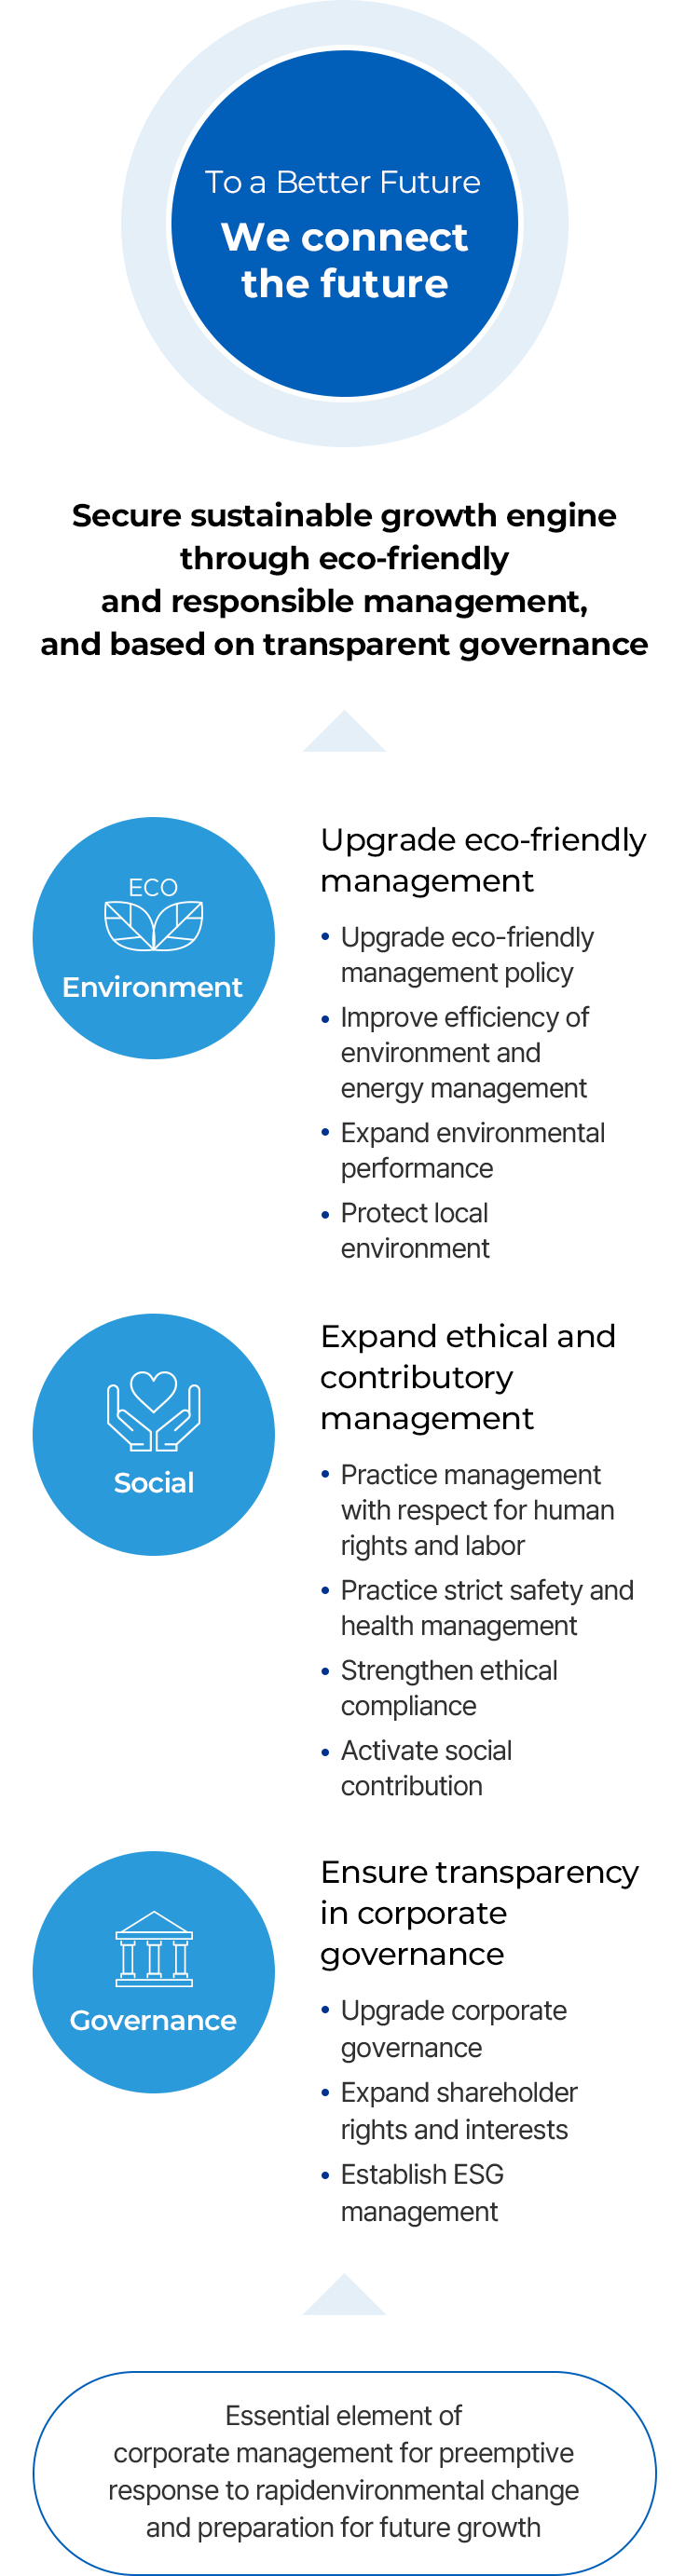 To a Better Future
We connect
the future
Secure sustainable growth engine
through eco-friendly
and responsible management,
and based on transparent governance
ECO
Environment
Upgrade eco-friendly
management
• Upgrade eco-friendly
management policy
• Improve efficiency of
environment and
energy management
• Expand environmental
performance
• Protect local
environment
Social
Expand ethical and
contributory
management
• Practice management
with respect for human
rights and labor
• Practice strict safety and
health management
• Strengthen ethical
compliance
• Activate social
contribution
Governance
Ensure transparency
in corporate
governance
• Upgrade corporate
governance
• Expand shareholder
rights and interests
• Establish ESG
management
Essential element of
corporate management for preemptive
response to rapidenvironmental change
and preparation for future growth